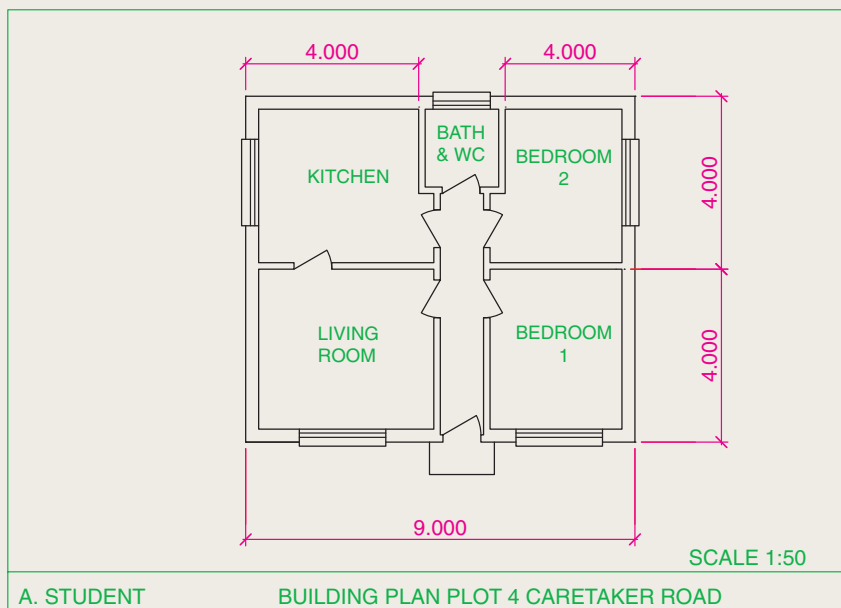 4.000
4.000
BATH
& WC
KITCHEN
BEDROOM
2
4.000
LIVING
ROOM
BEDROOM
1
4.000
9.000
SCALE 1:50
A. STUDENT
BUILDING PLAN PLOT 4 CARETAKER ROAD